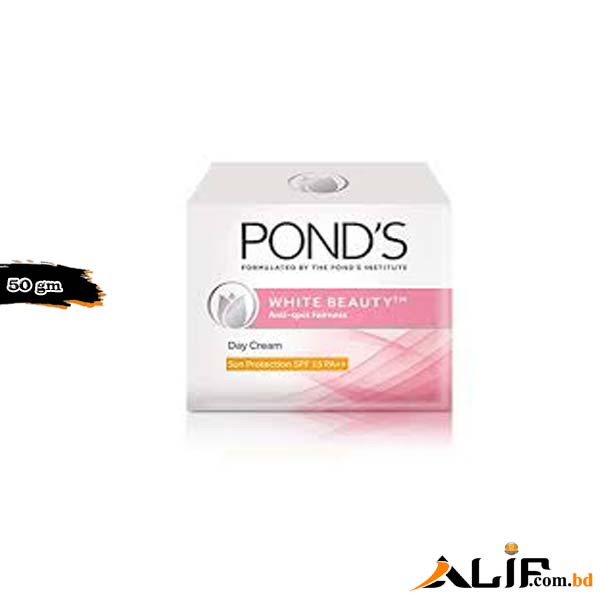 50 gm
POND'S
FORMULATED BY THE POND'S INSTITUTE
WHITE BEAUTY™
Anti-spot Fairness
Day Cream
Sun Protection SPF 15 PA++
ALIF.com.bd